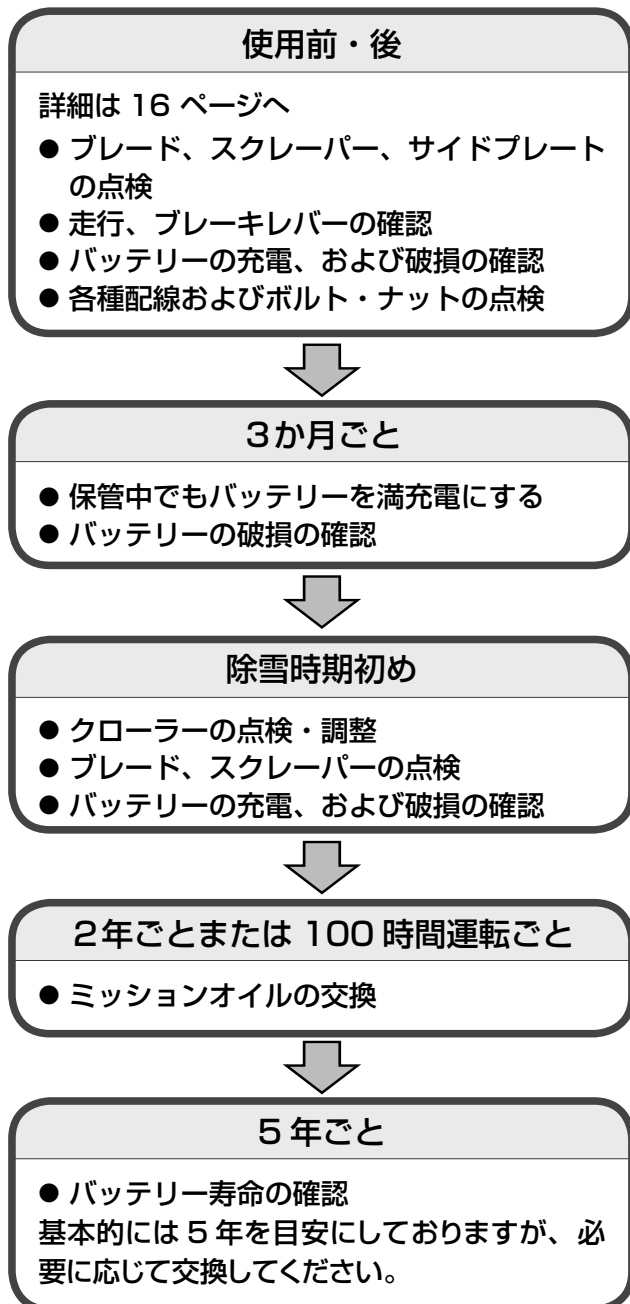 使用前・後
詳細は 16 ページへ
● ブレード、スクレーパー、サイドプレート
の点検
● 走行、ブレーキレバーの確認
● バッテリーの充電、および破損の確認
● 各種配線およびボルト・ナットの点検
3か月ごと
● 保管中でもバッテリーを満充電にする
● バッテリーの破損の確認
除雪時期初め
● クローラーの点検・調整
● ブレード、スクレーパーの点検
● バッテリーの充電、および破損の確認
2年ごとまたは 100 時間運転ごと
● ミッションオイルの交換
5 年ごと
● バッテリー寿命の確認
基本的には 5 年を目安にしておりますが、必
要に応じて交換してください。